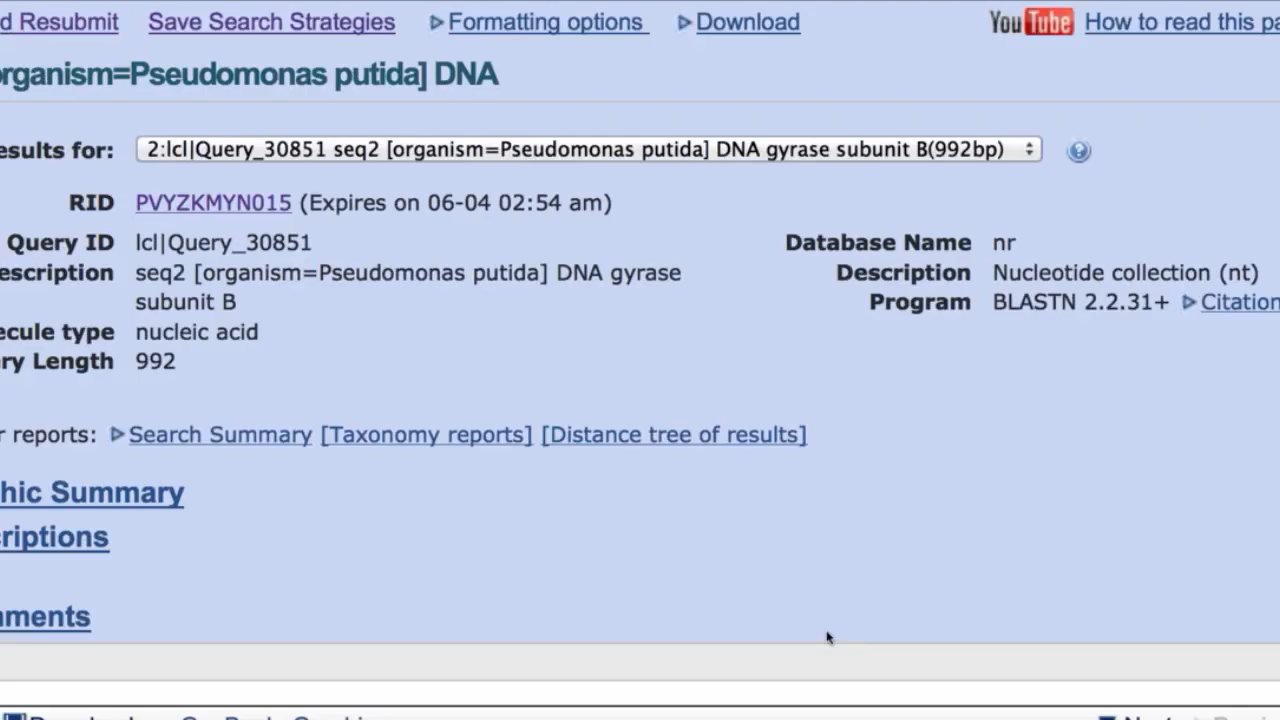 d Resubmit Save Search Strategies Formatting options Download YouTube How to read this pa
organism=Pseudomonas putida] DNA
esults for: 2:lcl|Query_30851 seq2 [organism=Pseudomonas putida] DNA gyrase subunit B(992bp)
RID PVYZKMYN015 (Expires on 06-04 02:54 am)
Query ID lcl|Query_30851 Database Name nr
escription seq2 [organism=Pseudomonas putida] DNA gyrase Description Nucleotide collection (nt)
subunit B Program BLASTN 2.2.31+ Citation
ecule type nucleic acid
ry Length 992
r reports: Search Summary [Taxonomy reports] [Distance tree of results]
hic Summary
criptions
mments